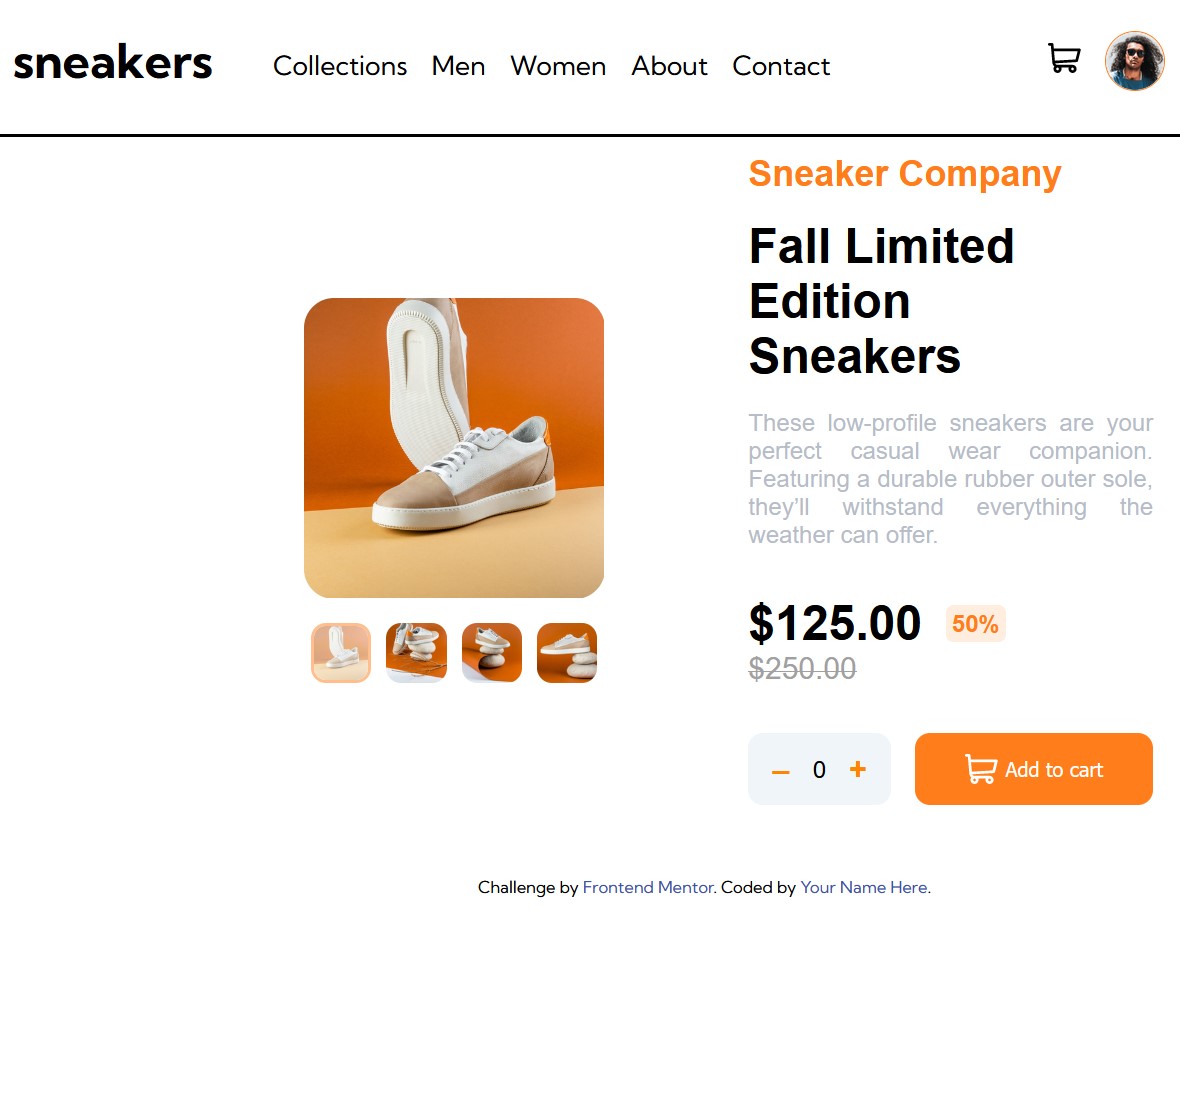 sneakers
Collections Men Women About Contact
Sneaker Company
Fall Limited
Edition
Sneakers
These low-profile sneakers are your
perfect casual wear companion.
Featuring a durable rubber outer sole,
they’ll withstand everything the
weather can offer.
$125.00 50%
$250.00
– 0 + Add to cart
Challenge by Frontend Mentor. Coded by Your Name Here.